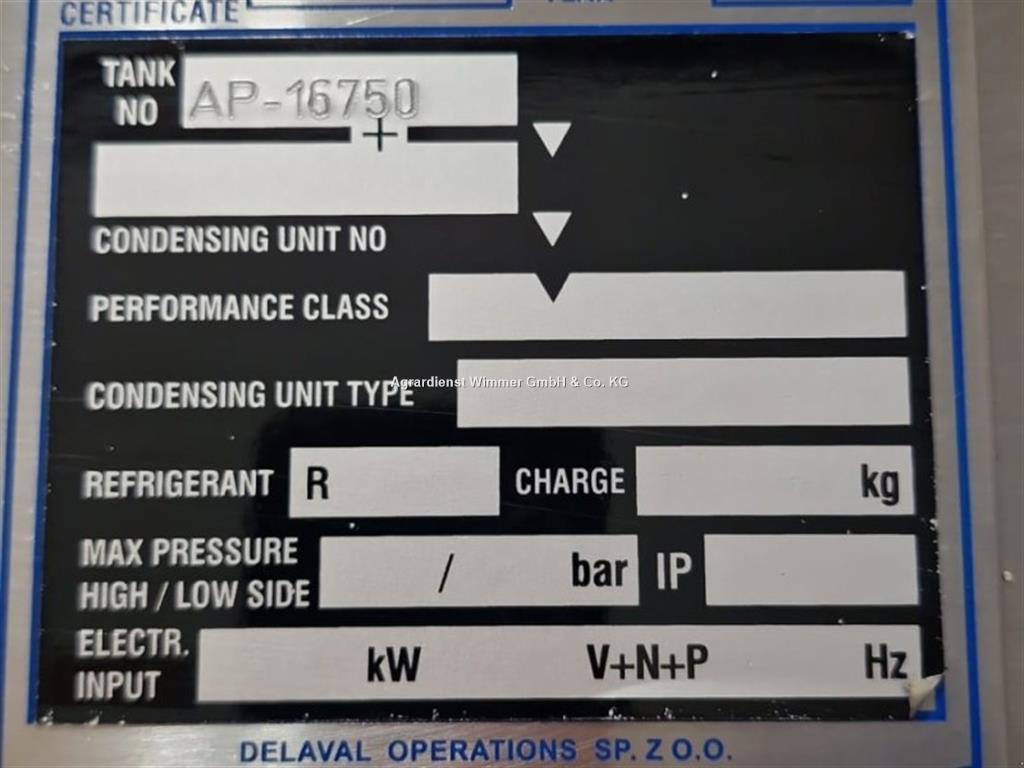 CERTIFICATE
TANK NO AP-16750
+
CONDENSING UNIT NO
PERFORMANCE CLASS
CONDENSING UNIT TYPE
Agrardienst Wimmer GmbH & Co. KG
REFRIGERANT R CHARGE kg
MAX PRESSURE
HIGH / LOW SIDE / bar IP
ELECTR.
INPUT kW V+N+P Hz
DELAVAL OPERATIONS SP. Z O.O.